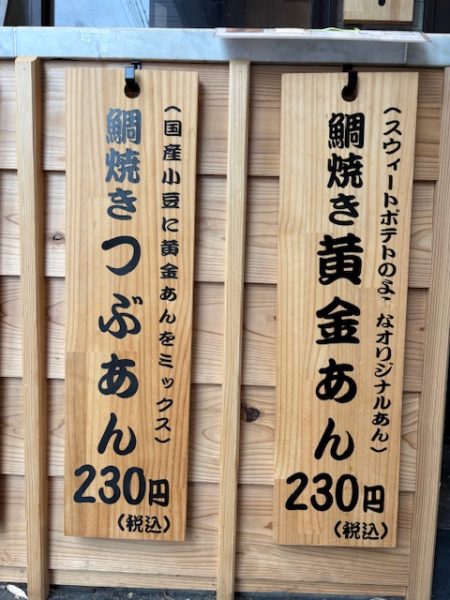 (スウィートポテトのよ なオリジナルあん)
鯛焼き黄金あん
230円
(税込)
(国産小豆に黄金あんをミックス)
鯛焼きつぶあん
230円
(税込)